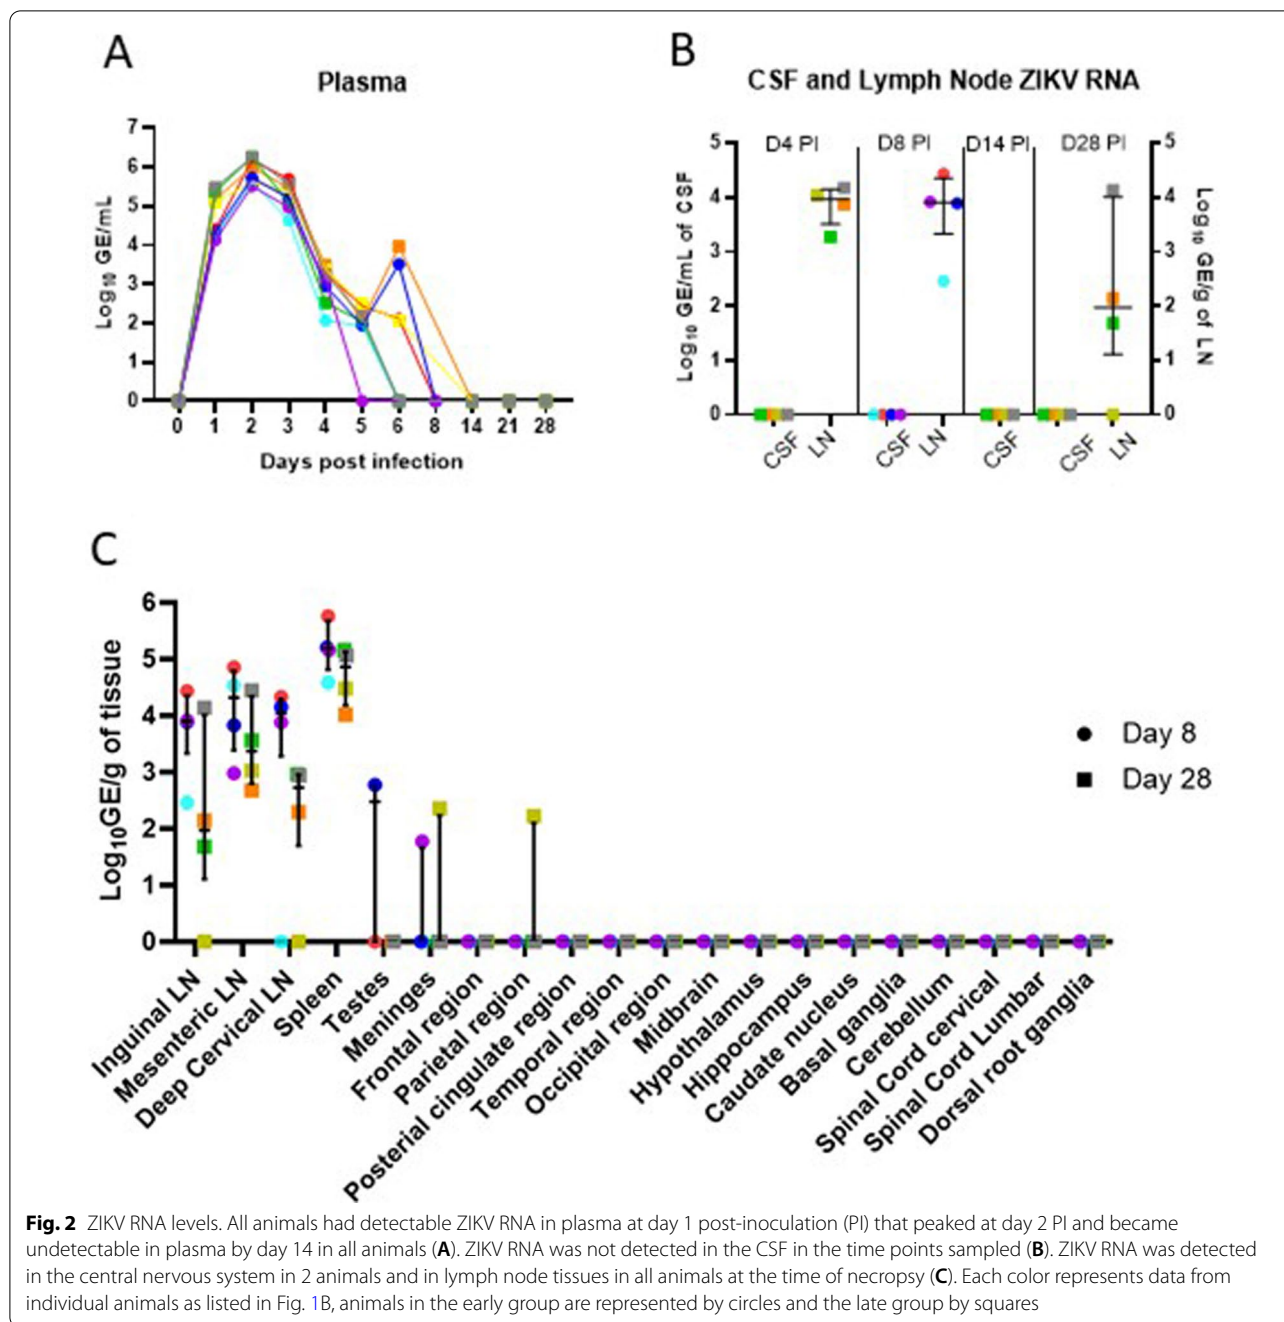 A
Plasma
7
6
5
4
3
2
1
0
Log10 GE/mL
0 1 2 3 4 5 6 8 14 21 28
Days post infection
B
CSF and Lymph Node ZIKV RNA
D4 PI D8 PI D14 PI D28 PI
5 5
4 4
3 3
2 2
1 1
0 0
Log10 GE/mL of CSF
Log10 GE/g of LN
CSF LN CSF LN CSF CSF LN
C
6
5
4
3
2
1
0
Log10GE/g of tissue
Day 8
Day 28
Inguinal LN
Mesenteric LN
Deep Cervical LN
Spleen
Testes
Meninges
Frontal region
Parietal region
Posterial cingulate region
Temporal region
Occipital region
Midbrain
Hypothalamus
Hippocampus
Caudate nucleus
Basal ganglia
Cerebellum
Spinal Cord cervical
Spinal Cord Lumbar
Dorsal root ganglia
Fig. 2 ZIKV RNA levels. All animals had detectable ZIKV RNA in plasma at day 1 post-inoculation (PI) that peaked at day 2 PI and became
undetectable in plasma by day 14 in all animals (A). ZIKV RNA was not detected in the CSF in the time points sampled (B). ZIKV RNA was detected
in the central nervous system in 2 animals and in lymph node tissues in all animals at the time of necropsy (C). Each color represents data from
individual animals as listed in Fig. 1B, animals in the early group are represented by circles and the late group by squares